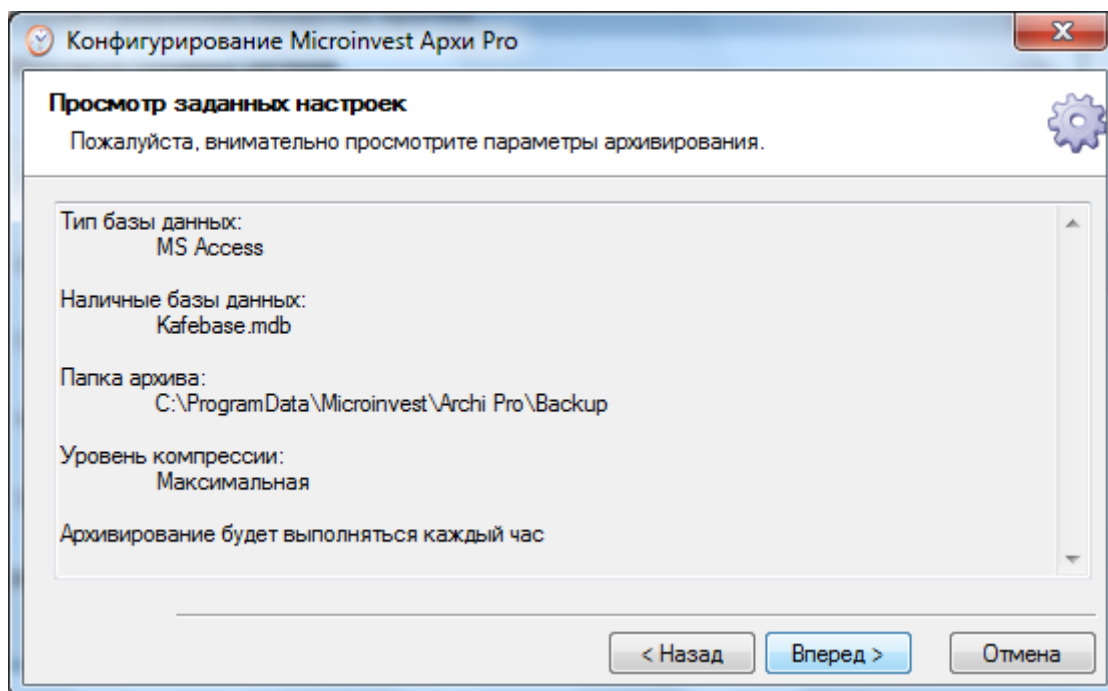 Конфигурирование Microinvest Архи Pro
Просмотр заданных настроек
Пожалуйста, внимательно просмотрите параметры архивирования.
Тип базы данных:
MS Access
Наличные базы данных:
Kafebase.mdb
Папка архива:
C:\ProgramData\Microinvest\Archi Pro\Backup
Уровень компрессии:
Максимальная
Архивирование будет выполняться каждый час
< Назад
Вперед >
Отмена